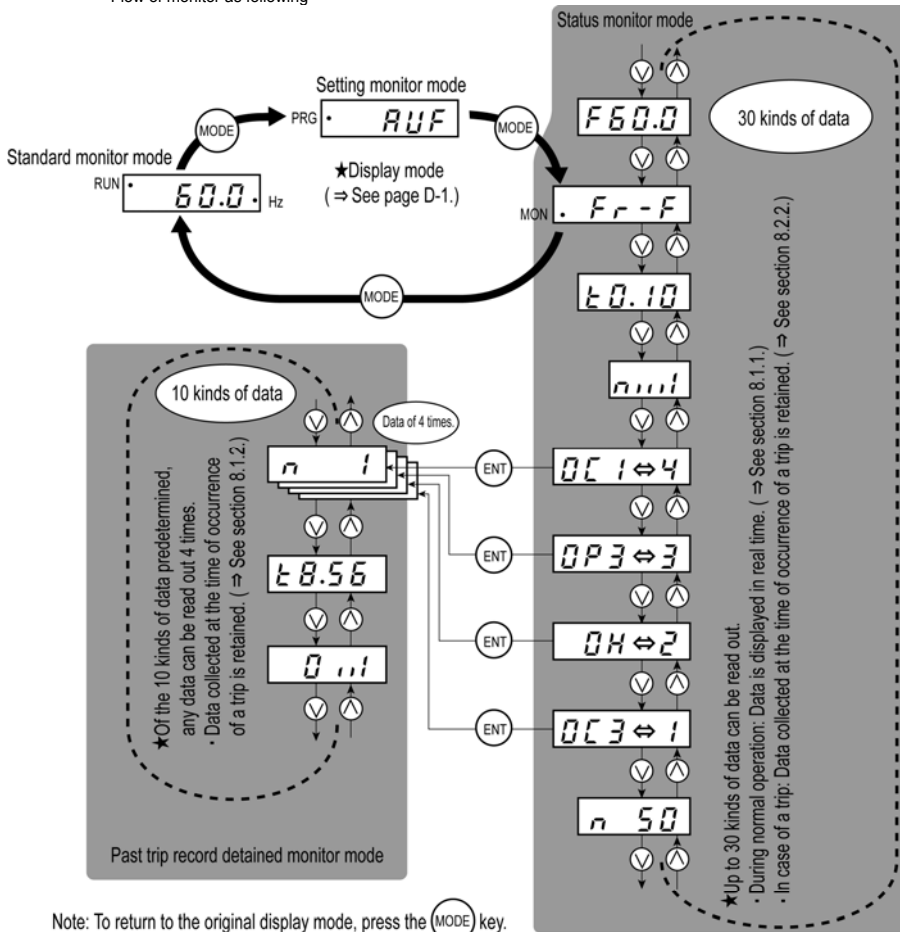 Flow of monitor as following
Status monitor mode
Setting monitor mode
PRG • AUF
MODE
MODE
Standard monitor mode
RUN • 60.0 • Hz
★Display mode
( ⇒ See page D-1.)
MODE
F60.0
30 kinds of data
MON • Fr-F
t0.10
OC1⇔4
OP3⇔3
OH⇔2
OC3⇔1
n 50
ENT
ENT
ENT
ENT
★Up to 30 kinds of data can be read out.
・During normal operation: Data is displayed in real time. ( ⇒ See section 8.1.1.)
・In case of a trip: Data collected at the time of occurrence of a trip is retained. ( ⇒ See section 8.2.2.)
10 kinds of data
Data of 4 times.
n 1
t8.56
★Of the 10 kinds of data predetermined,
any data can be read out 4 times.
・Data collected at the time of occurrence
of a trip is retained. ( ⇒ See section 8.1.2.)
Past trip record detained monitor mode
Note: To return to the original display mode, press the MODE key.